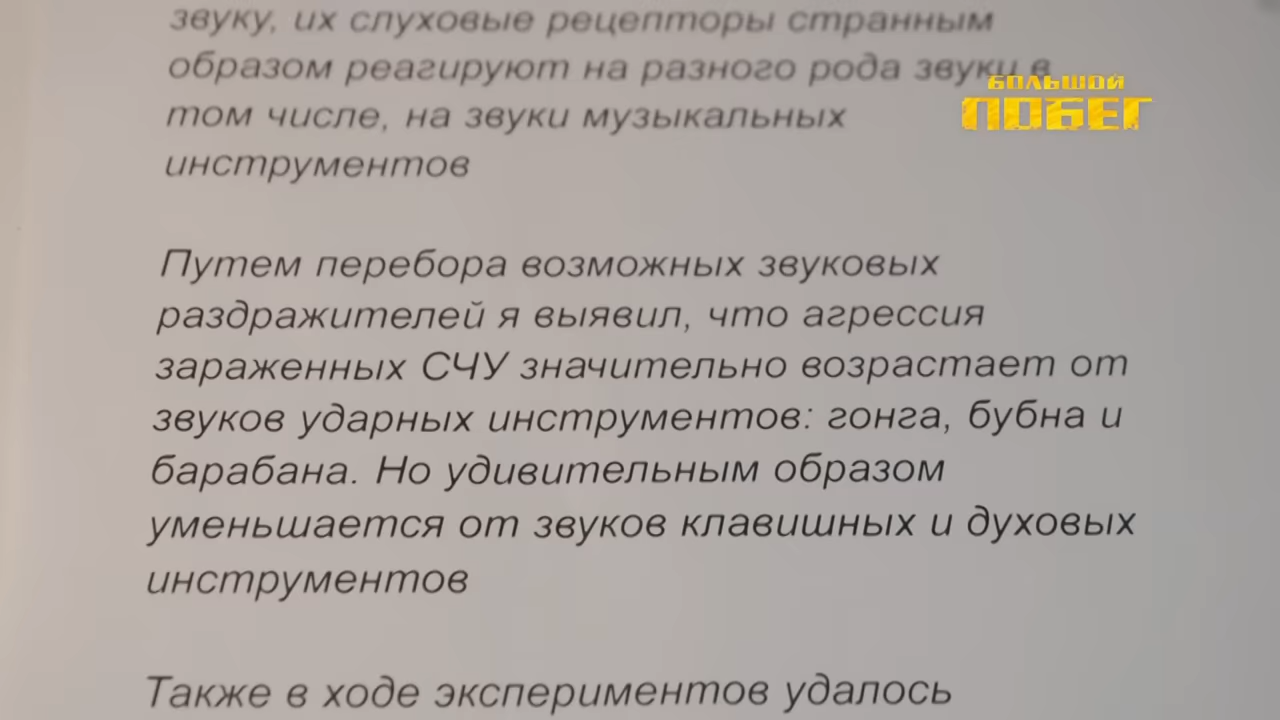 звуку, их слуховые рецепторы странным
образом реагируют на разного рода звуки в
том числе, на звуки музыкальных
инструментов
БОЛЬШОЙ
ПОБЕГ
Путем перебора возможных звуковых
раздражителей я выявил, что агрессия
зараженных СЧУ значительно возрастает от
звуков ударных инструментов: гонга, бубна и
барабана. Но удивительным образом
уменьшается от звуков клавишных и духовых
инструментов
Также в ходе экспериментов удалось